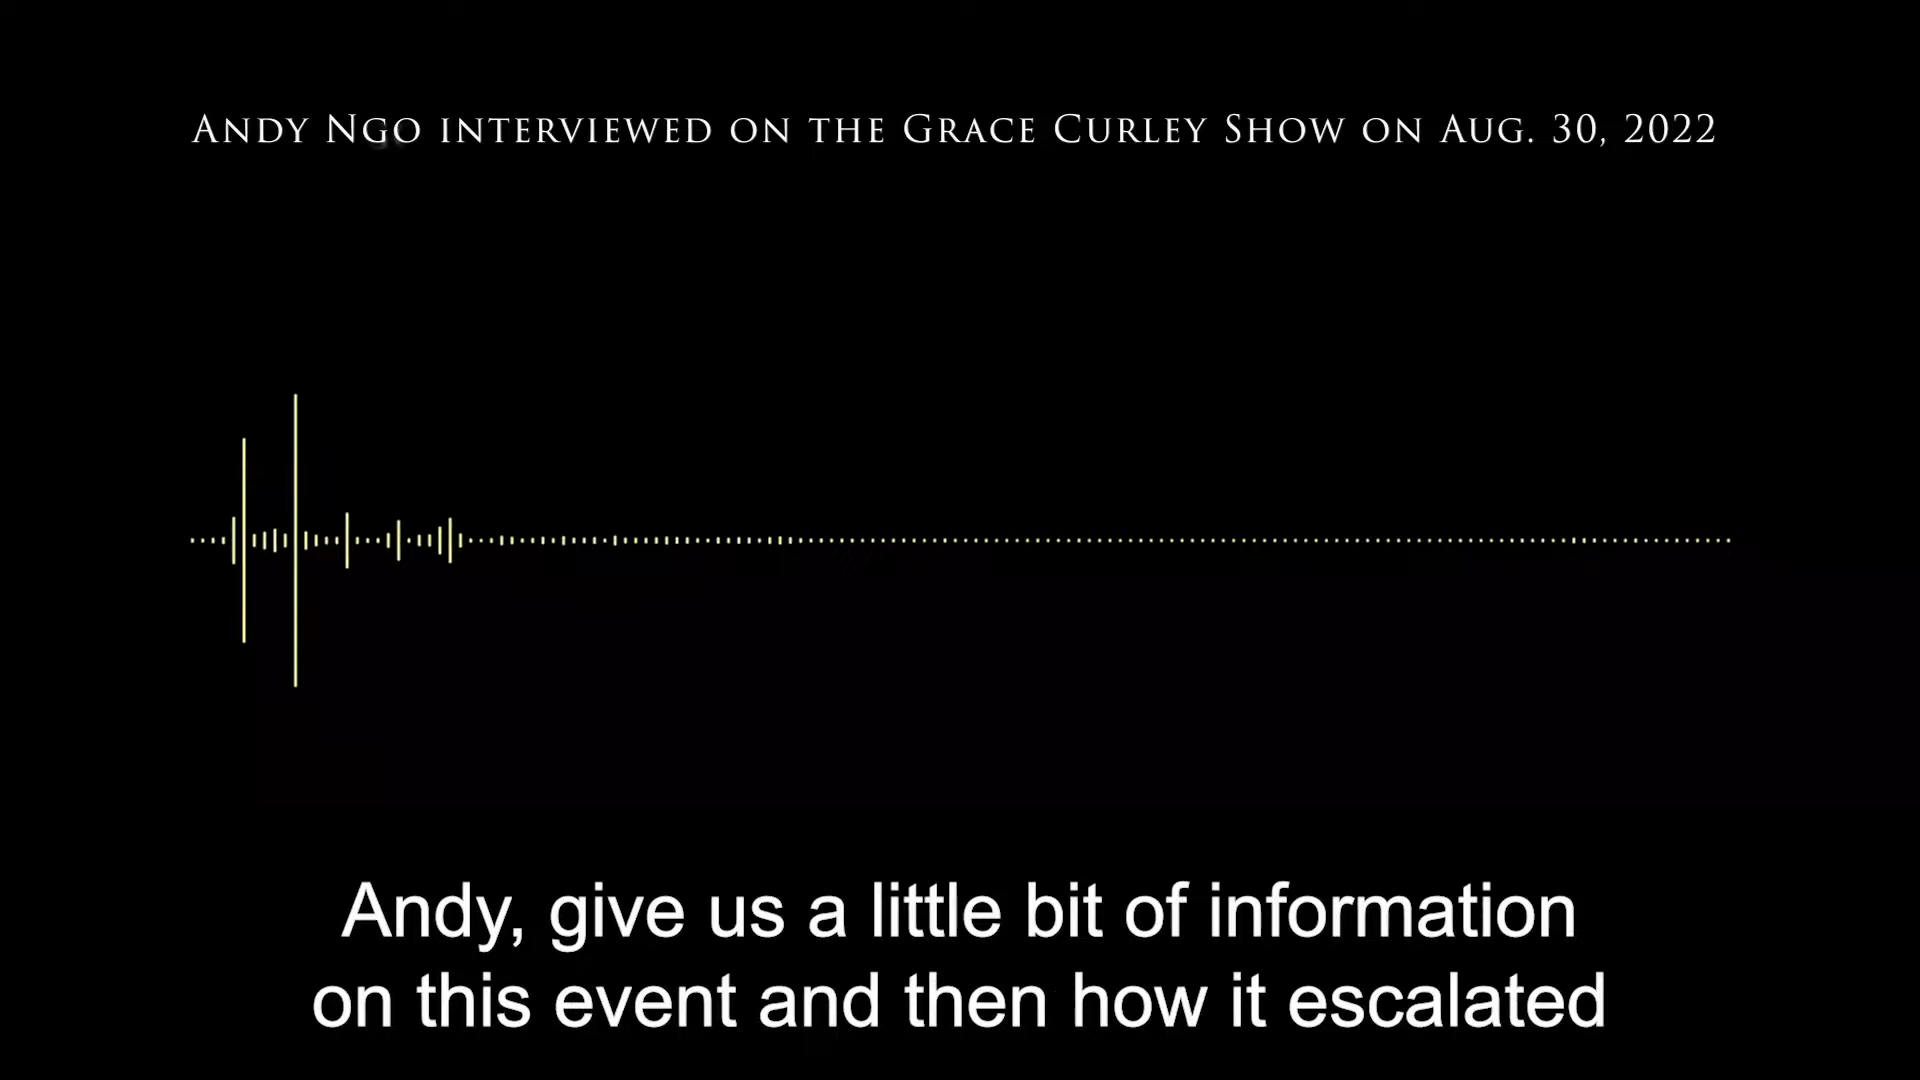 Andy Ngo interviewed on the Grace Curley Show on Aug. 30, 2022
Andy, give us a little bit of information
on this event and then how it escalated